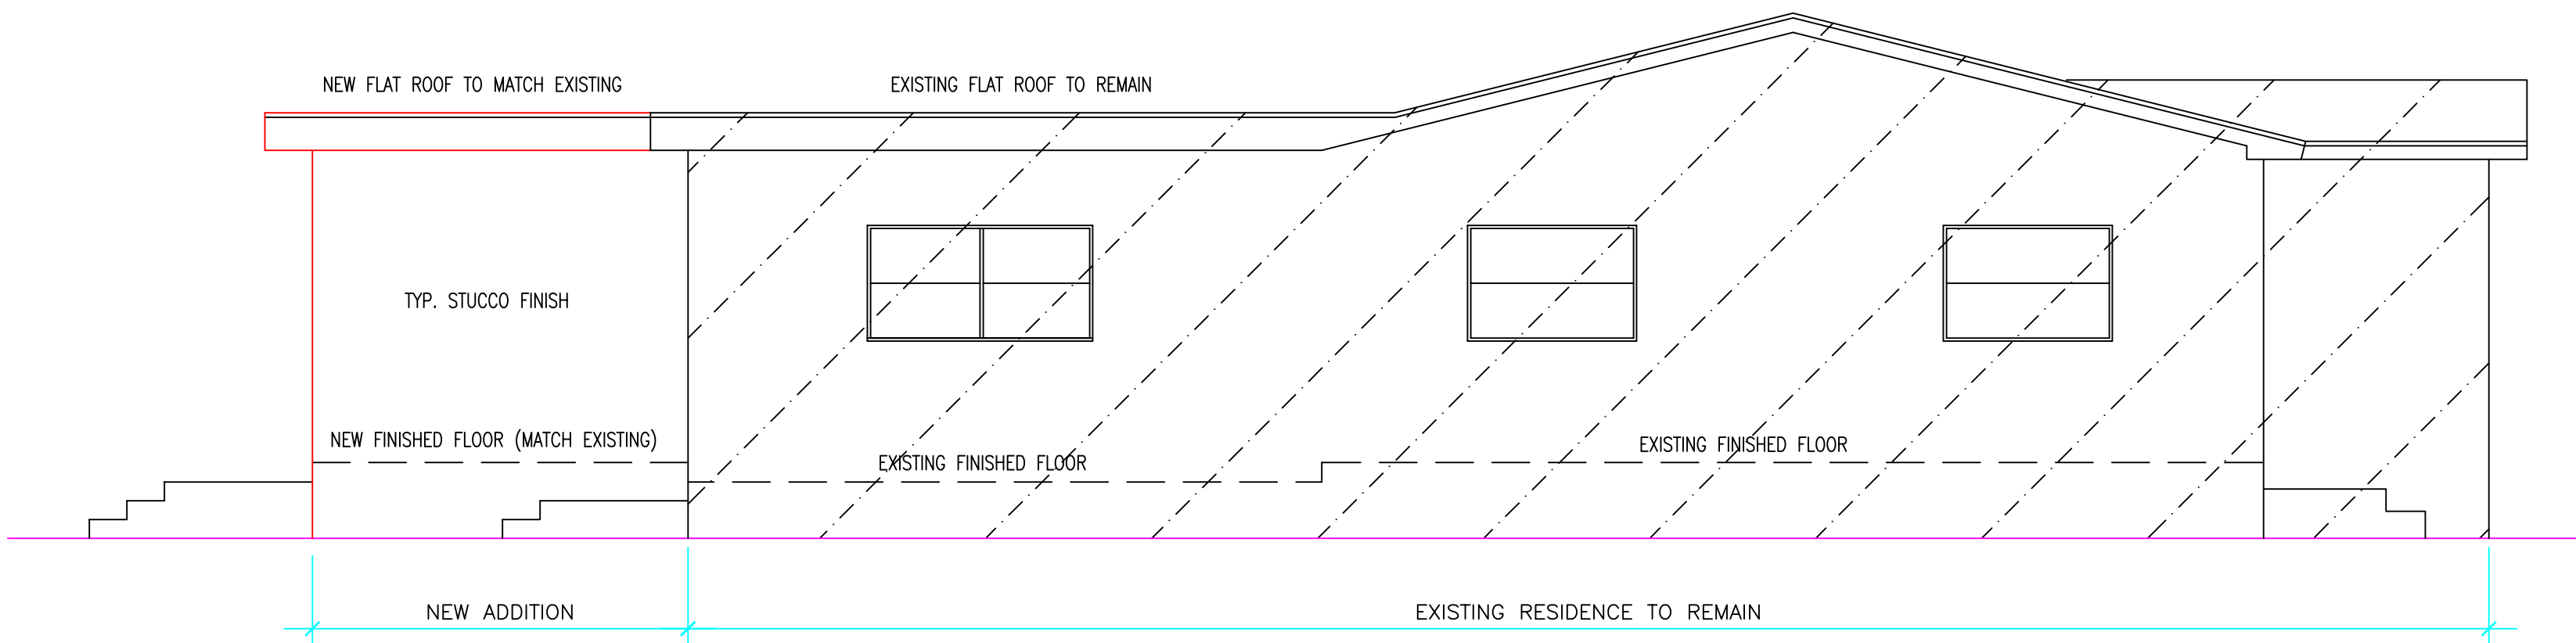 NEW FLAT ROOF TO MATCH EXISTING
EXISTING FLAT ROOF TO REMAIN
TYP. STUCCO FINISH
NEW FINISHED FLOOR (MATCH EXISTING)
EXISTING FINISHED FLOOR
EXISTING FINISHED FLOOR
NEW ADDITION
EXISTING RESIDENCE TO REMAIN